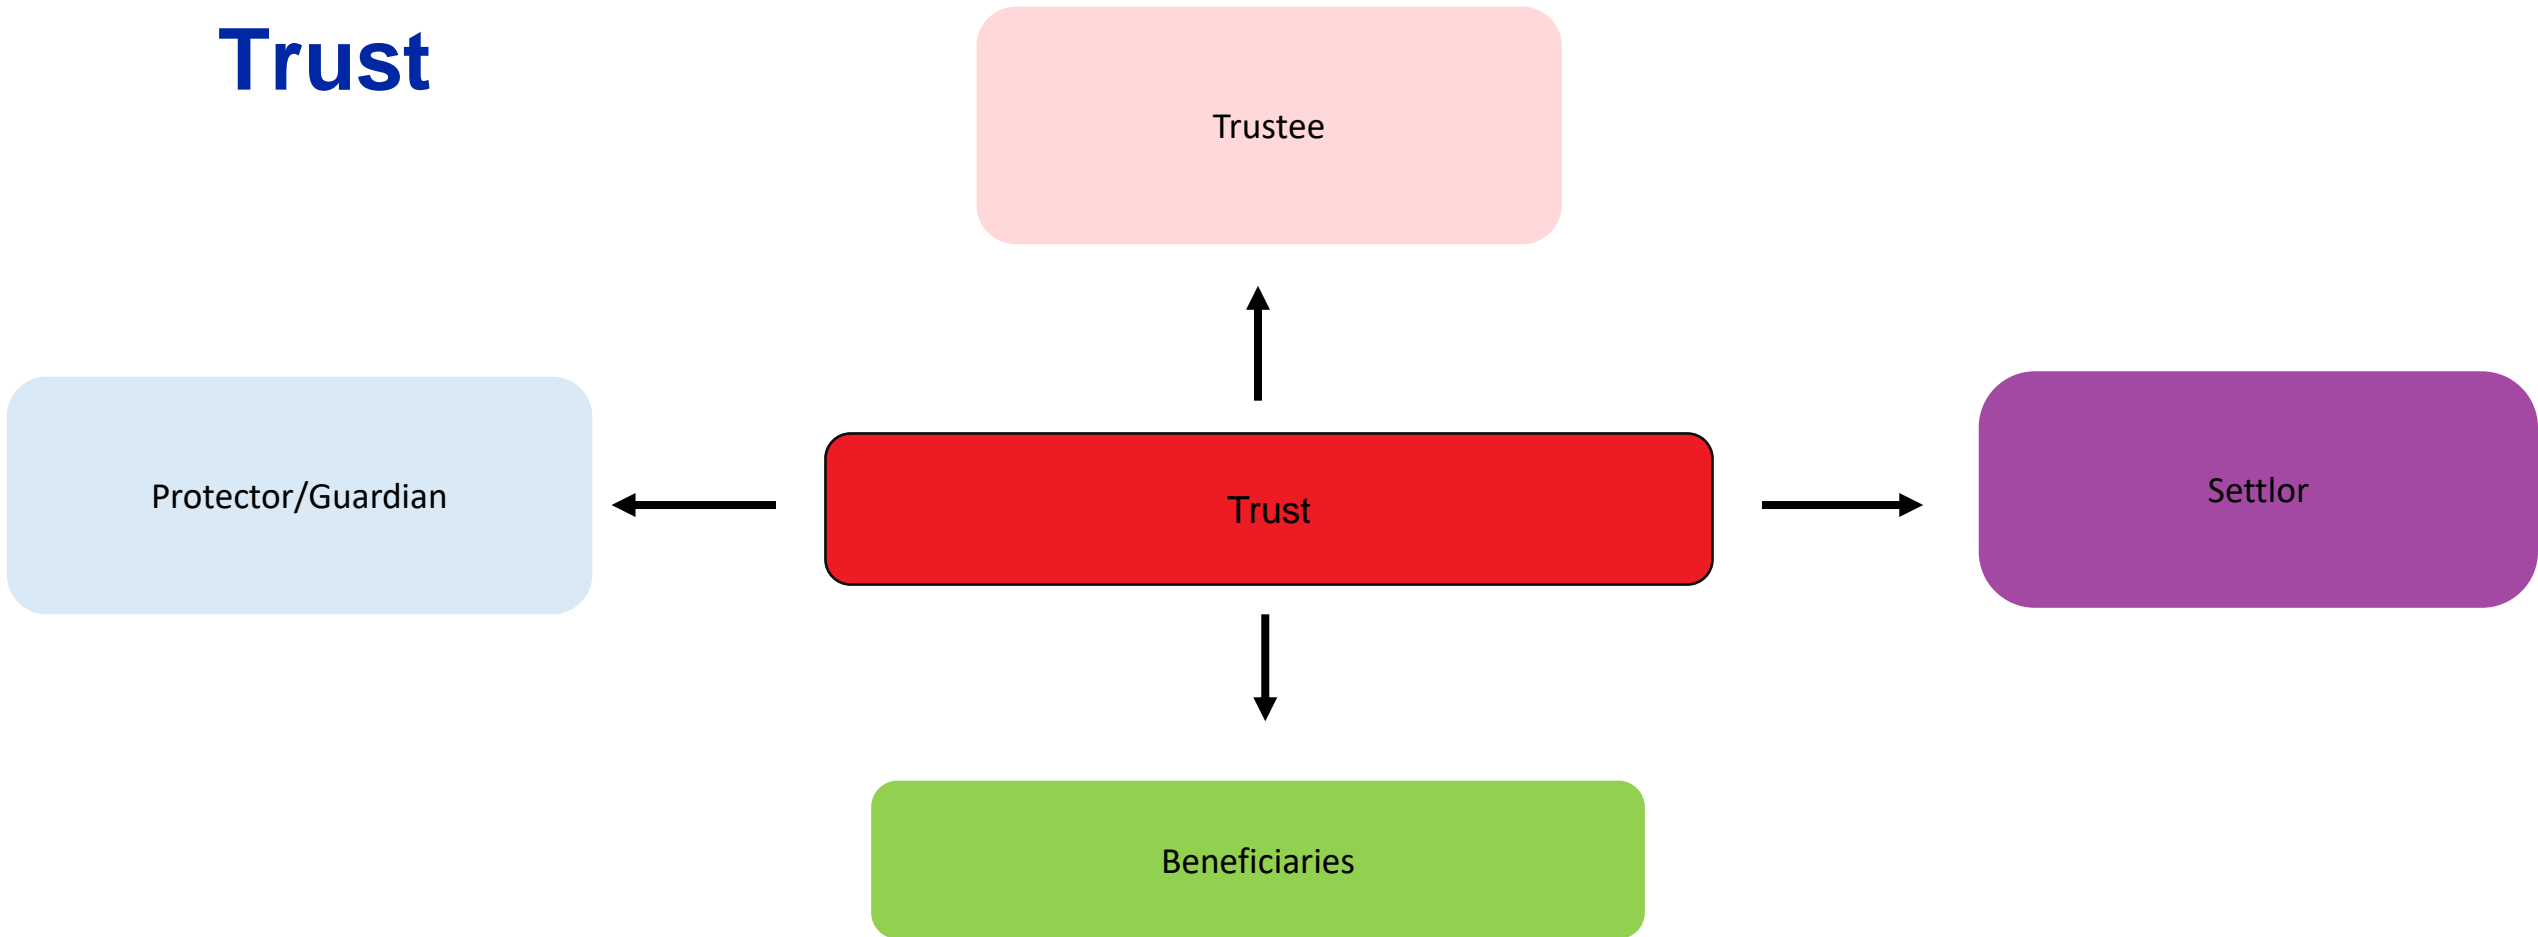 Trust
Trustee
Protector/Guardian
Trust
Settlor
Beneficiaries